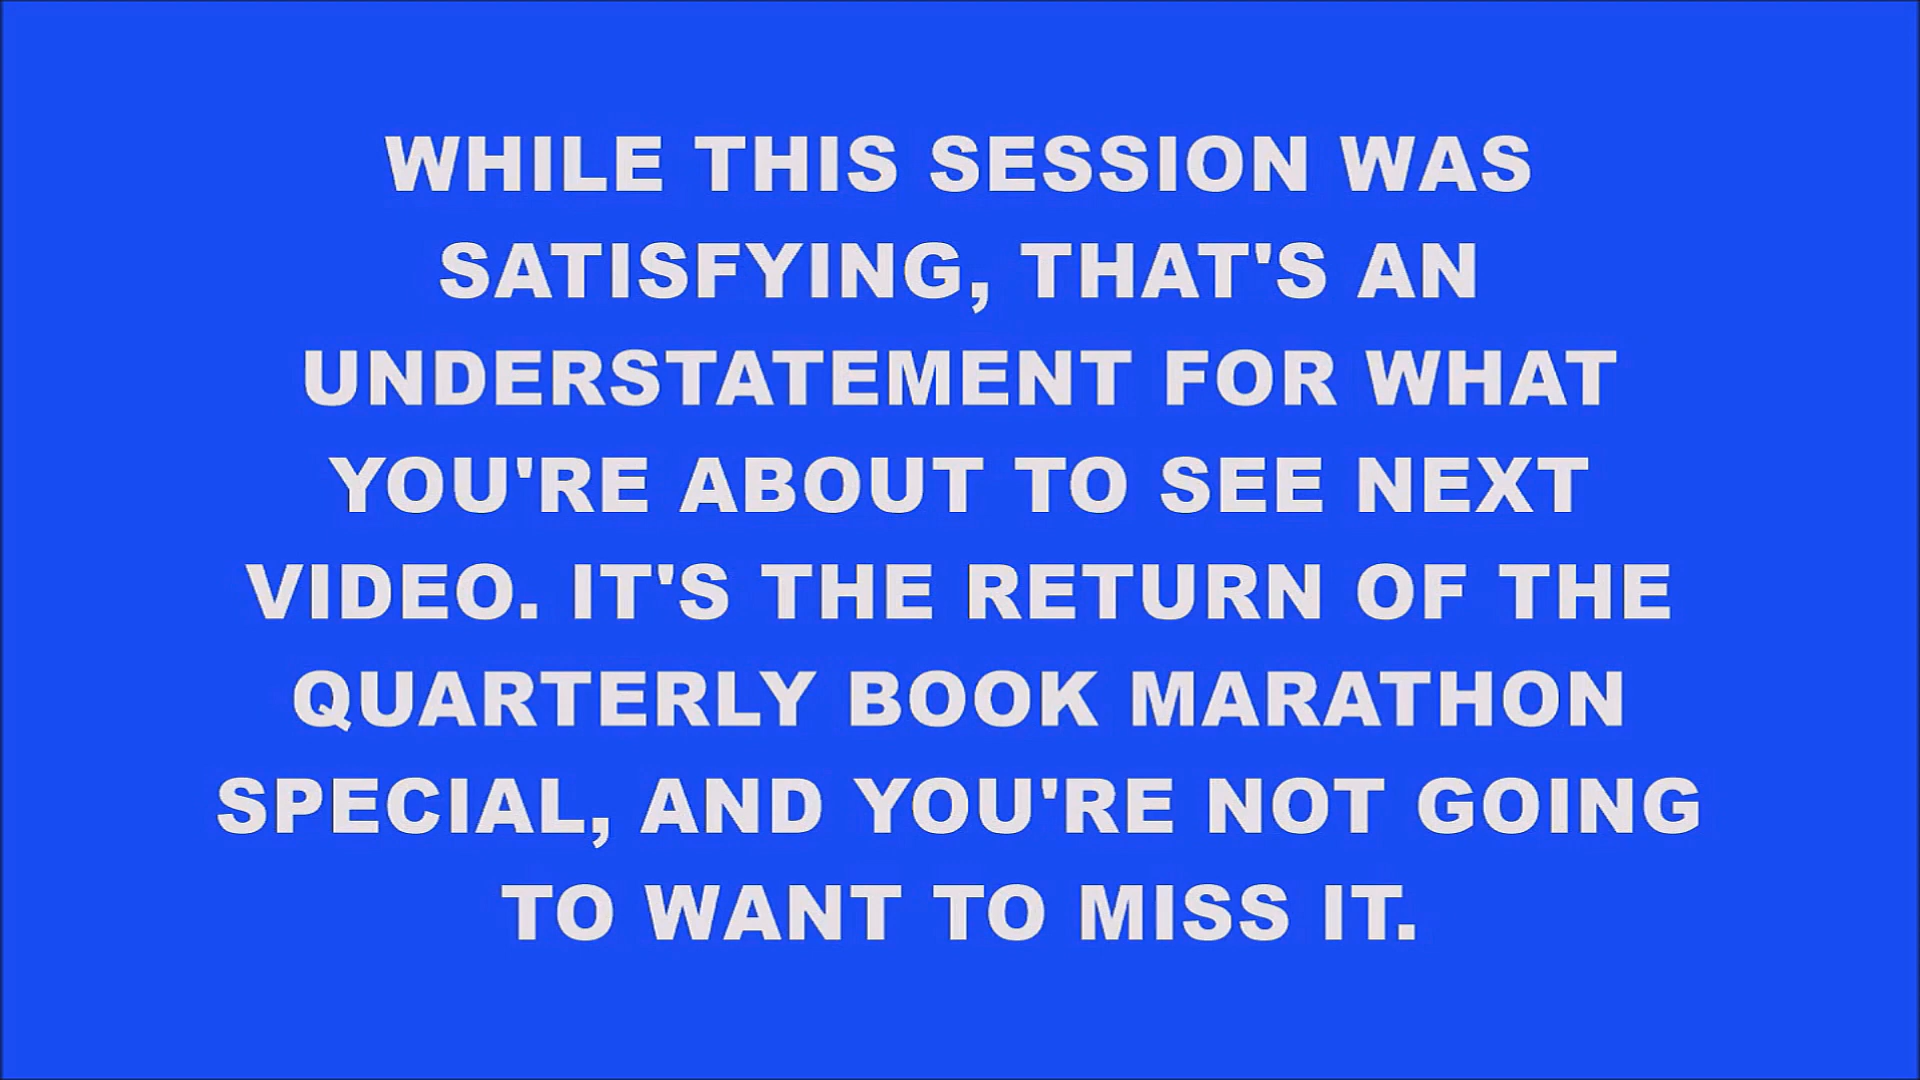 WHILE THIS SESSION WAS
SATISFYING, THAT'S AN
UNDERSTATEMENT FOR WHAT
YOU'RE ABOUT TO SEE NEXT
VIDEO. IT'S THE RETURN OF THE
QUARTERLY BOOK MARATHON
SPECIAL, AND YOU'RE NOT GOING
TO WANT TO MISS IT.